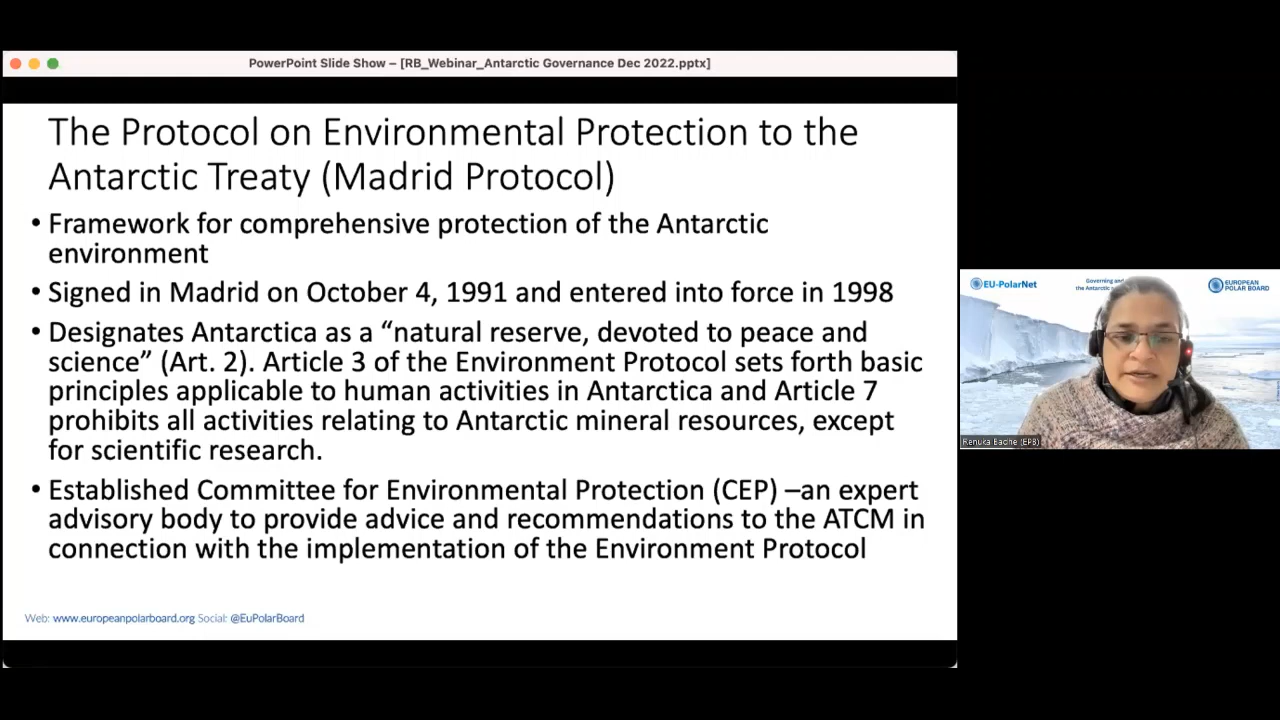 PowerPoint Slide Show – [RB_Webinar_Antarctic Governance Dec 2022.pptx]
The Protocol on Environmental Protection to the
Antarctic Treaty (Madrid Protocol)
• Framework for comprehensive protection of the Antarctic
environment
• Signed in Madrid on October 4, 1991 and entered into force in 1998
• Designates Antarctica as a “natural reserve, devoted to peace and
science” (Art. 2). Article 3 of the Environment Protocol sets forth basic
principles applicable to human activities in Antarctica and Article 7
prohibits all activities relating to Antarctic mineral resources, except
for scientific research.
• Established Committee for Environmental Protection (CEP) –an expert
advisory body to provide advice and recommendations to the ATCM in
connection with the implementation of the Environment Protocol
Web: www.europeanpolarboard.org Social: @EuPolarBoard
EU-PolarNet
Governing and
the Antarctic
EUROPEAN
POLAR BOARD
Renuka Badhe (EPB)